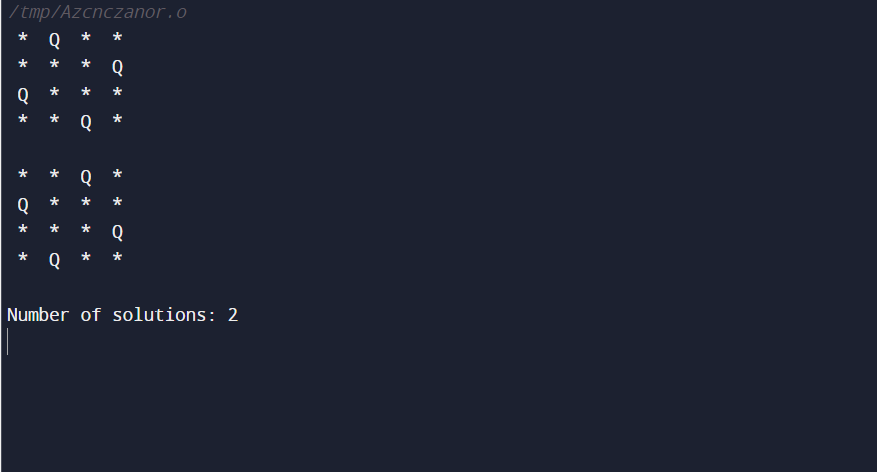 /tmp/Azcnczanor.o
* Q * *
* * * Q
Q * * *
* * Q *
* * Q *
Q * * *
* * * Q
* Q * *
Number of solutions: 2